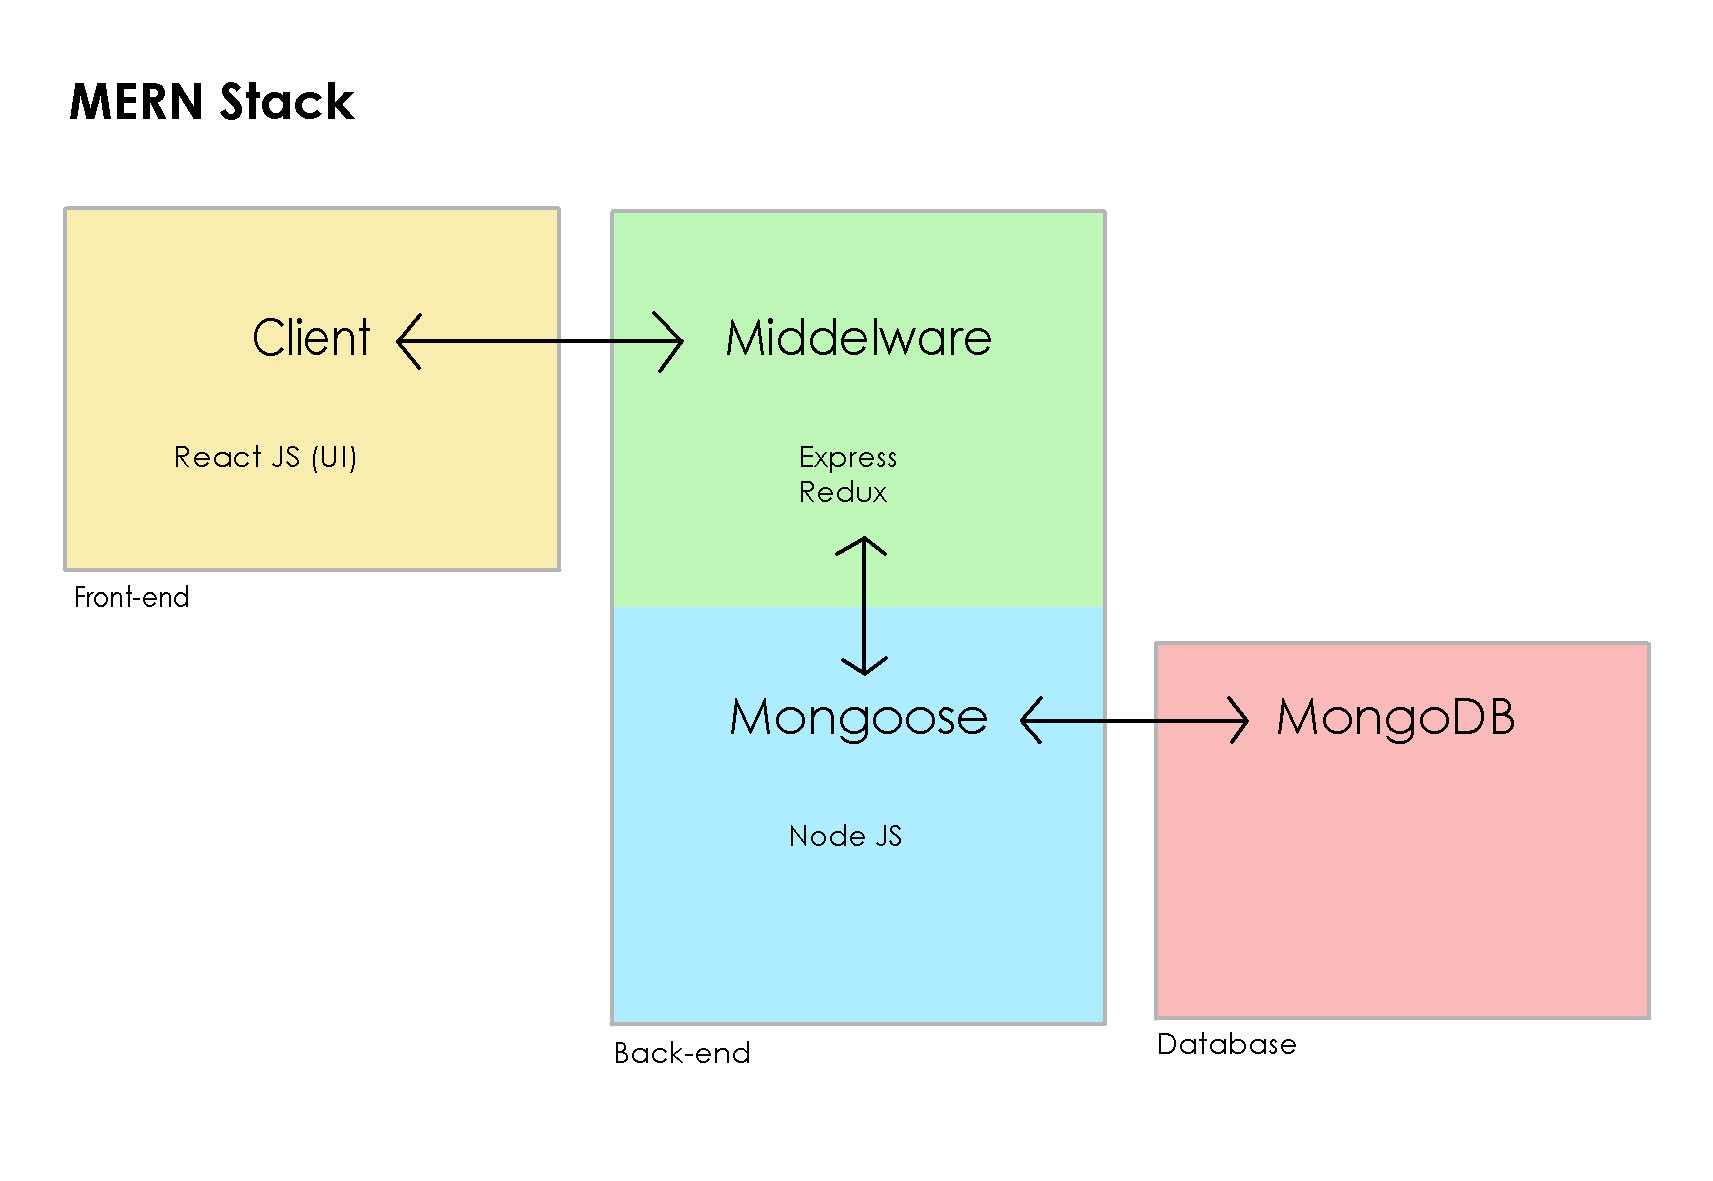 MERN Stack
Client
React JS (UI)
Front-end
Middelware
Express
Redux
Mongoose
Node JS
Back-end
MongoDB
Database